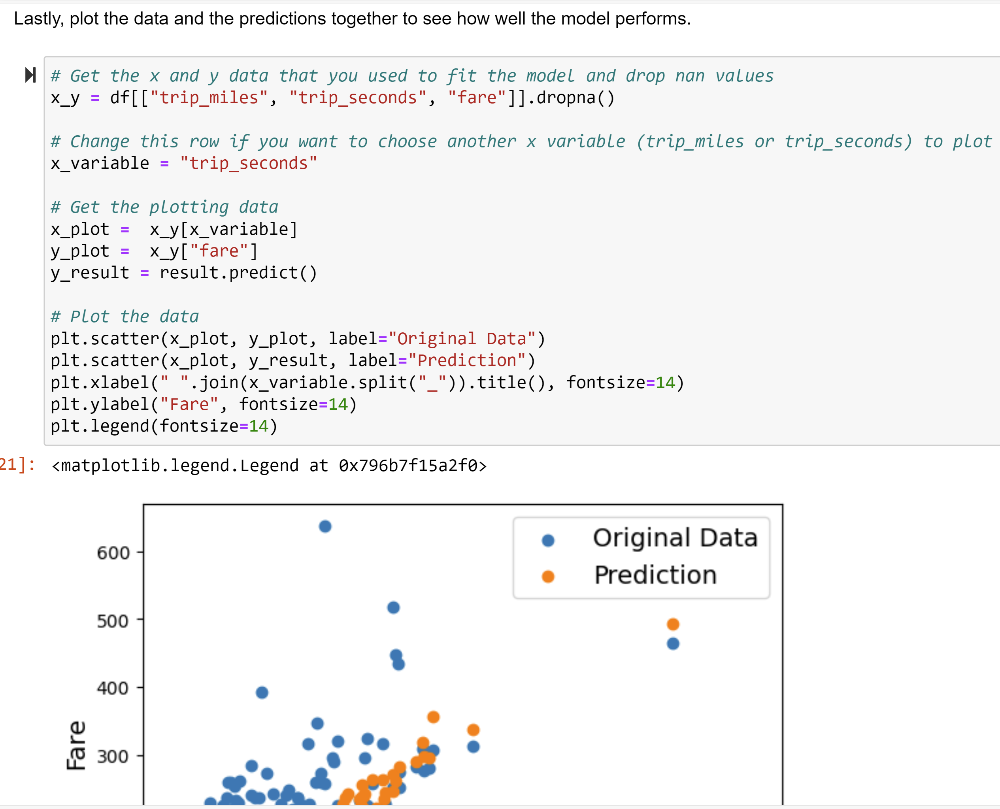 Lastly, plot the data and the predictions together to see how well the model performs.
# Get the x and y data that you used to fit the model and drop nan values
x_y = df[["trip_miles", "trip_seconds", "fare"]].dropna()
# Change this row if you want to choose another x variable (trip_miles or trip_seconds) to plot
x_variable = "trip_seconds"
# Get the plotting data
x_plot =  x_y[x_variable]
y_plot =  x_y["fare"]
y_result = result.predict()
# Plot the data
plt.scatter(x_plot, y_plot, label="Original Data")
plt.scatter(x_plot, y_result, label="Prediction")
plt.xlabel(" ".join(x_variable.split("_")).title(), fontsize=14)
plt.ylabel("Fare", fontsize=14)
plt.legend(fontsize=14)
21]: <matplotlib.legend.Legend at 0x796b7f15a2f0>
Original Data
Prediction
600
500
400
300
Fare